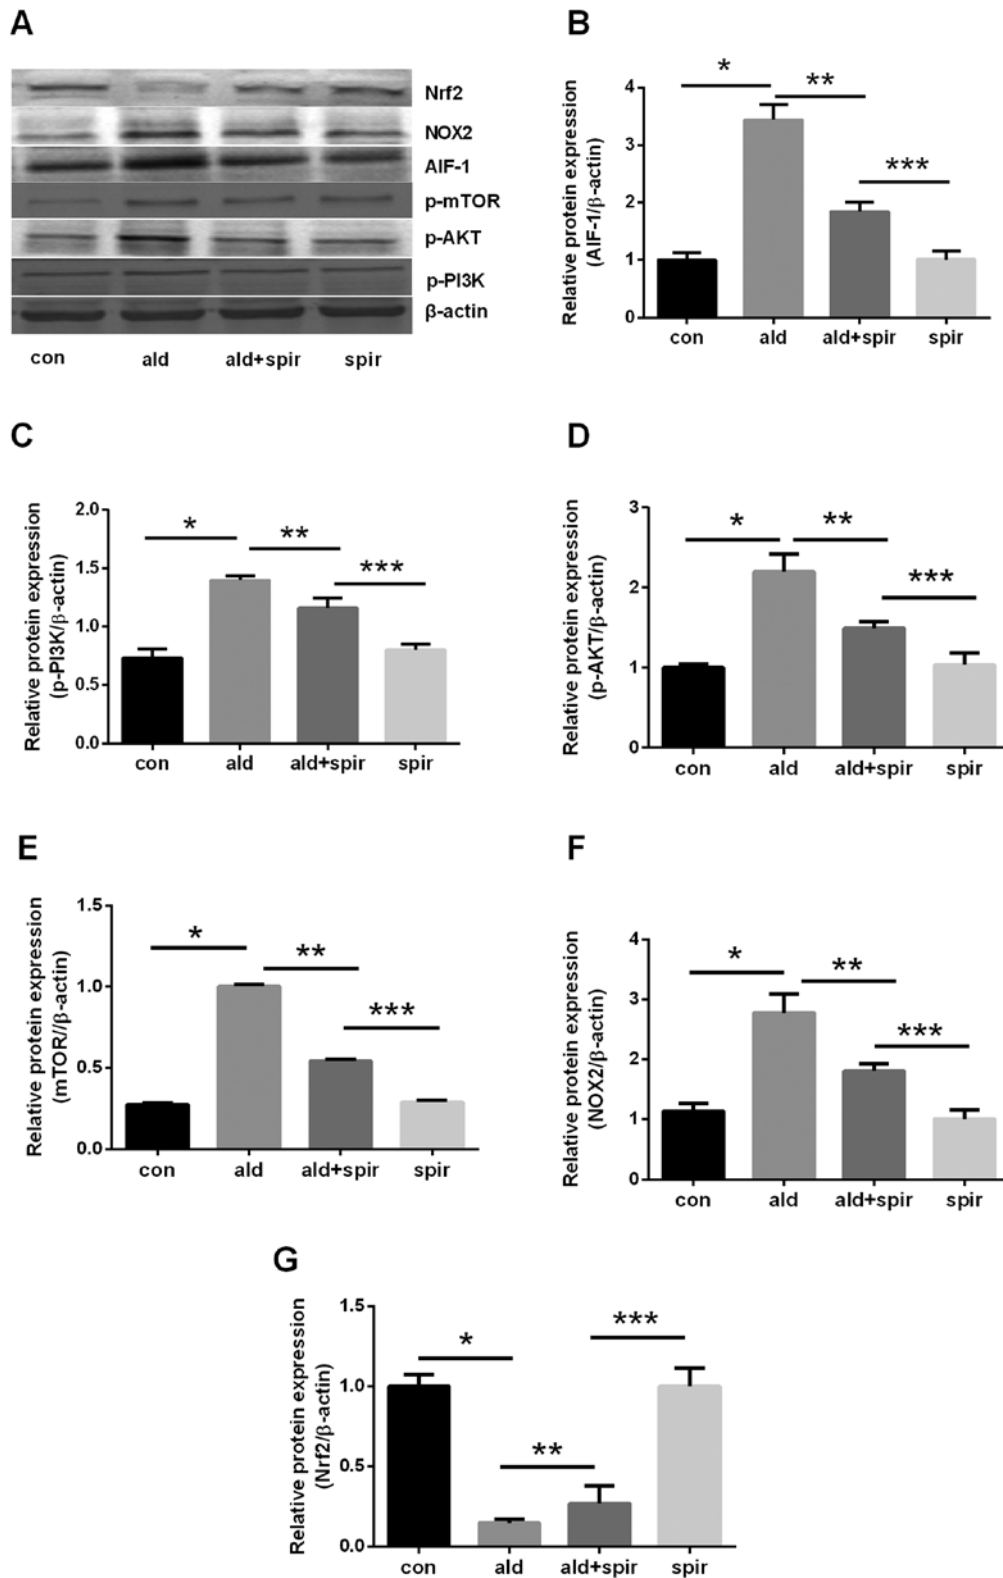 A
Nrf2
NOX2
AIF-1
p-mTOR
p-AKT
p-PI3K
β-actin
con ald ald+spir spir
B
Relative protein expression
(AIF-1/β-actin)
4
3
2
1
0
* ** ***
con ald ald+spir spir
C
Relative protein expression
(p-PI3K/β-actin)
2.0
1.5
1.0
0.5
0.0
* ** ***
con ald ald+spir spir
D
Relative protein expression
(p-AKT/β-actin)
3
2
1
0
* ** ***
con ald ald+spir spir
E
Relative protein expression
(mTOR//β-actin)
1.5
1.0
0.5
0.0
* ** ***
con ald ald+spir spir
F
Relative protein expression
(NOX2/β-actin)
4
3
2
1
0
* ** ***
con ald ald+spir spir
G
Relative protein expression
(Nrf2/β-actin)
1.5
1.0
0.5
0.0
* ** ***
con ald ald+spir spir